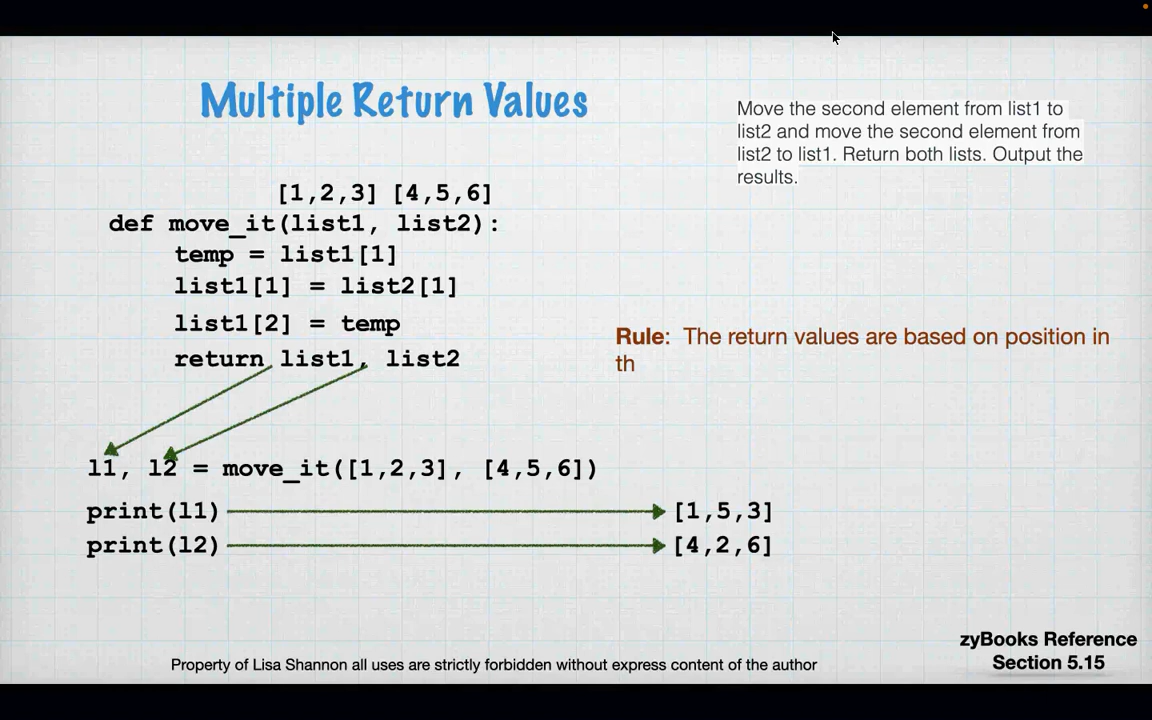 Multiple Return Values
Move the second element from list1 to
list2 and move the second element from
list2 to list1. Return both lists. Output the
results.
[1,2,3] [4,5,6]
def move_it(list1, list2):
temp = list1[1]
list1[1] = list2[1]
list1[2] = temp
return list1, list2
Rule: The return values are based on position in
th
l1, l2 = move_it([1,2,3], [4,5,6])
print(l1) [1,5,3]
print(l2) [4,2,6]
zyBooks Reference
Section 5.15
Property of Lisa Shannon all uses are strictly forbidden without express content of the author